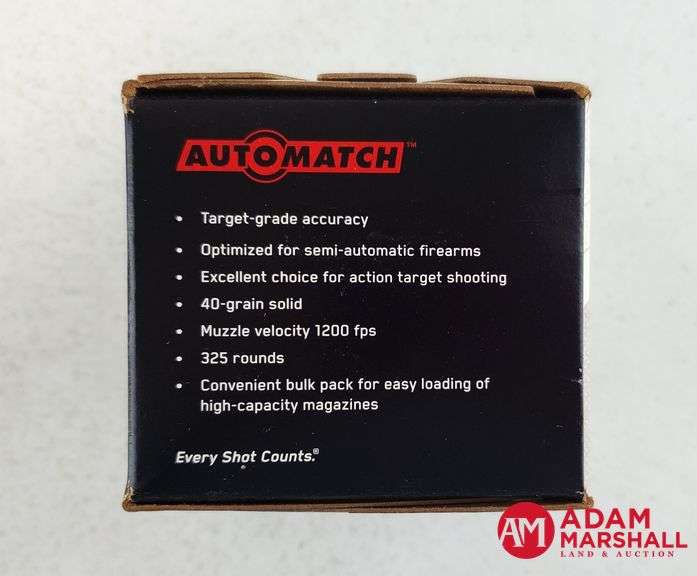 AUTOMATCH™
• Target-grade accuracy
• Optimized for semi-automatic firearms
• Excellent choice for action target shooting
• 40-grain solid
• Muzzle velocity 1200 fps
• 325 rounds
• Convenient bulk pack for easy loading of
high-capacity magazines
Every Shot Counts.®
AM ADAM
MARSHALL
LAND & AUCTION